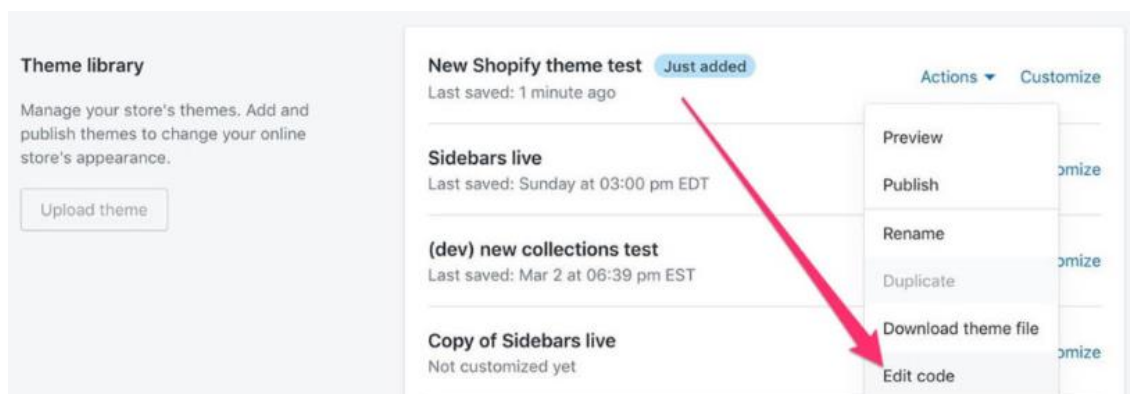 Theme library
Manage your store's themes. Add and
publish themes to change your online
store's appearance.
Upload theme
New Shopify theme test Just added
Last saved: 1 minute ago
Actions Customize
Preview
Publish
Rename
Duplicate
Download theme file
Edit code
Sidebars live
Last saved: Sunday at 03:00 pm EDT
omize
(dev) new collections test
Last saved: Mar 2 at 06:39 pm EST
omize
Copy of Sidebars live
Not customized yet
omize